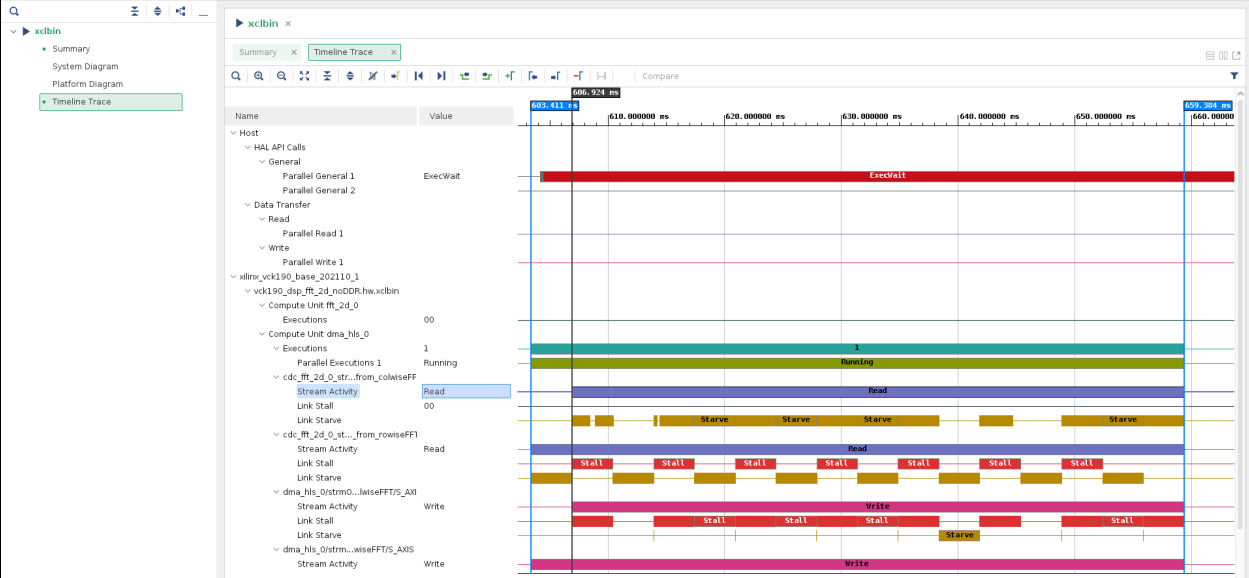 xclbin
Summary
System Diagram
Platform Diagram
Timeline Trace
xclbin
Summary
Timeline Trace
Compare
606.924 ms
603.411 ms
659.384 ms
610.000000 ms
620.000000 ms
630.000000 ms
640.000000 ms
650.000000 ms
660.00000
Name Value
Host
HAL API Calls
General
Parallel General 1 ExecWait ExecWait
Parallel General 2
Data Transfer
Read
Parallel Read 1
Write
Parallel Write 1
xilinx_vck190_base_202110_1
vck190_dsp_fft_2d_noDDR.hw.xclbin
Compute Unit fft_2d_0
Executions 00
Compute Unit dma_hls_0
Executions 1 1
Parallel Executions 1 Running Running
cdc_fft_2d_0_str...from_colwiseFF
Stream Activity Read Read
Link Stall 00
Link Starve Starve Starve Starve Starve
cdc_fft_2d_0_st..._from_rowiseFFT
Stream Activity Read Read
Link Stall Stall Stall Stall Stall Stall Stall Stall
Link Starve
dma_hls_0/strm0...lwiseFFT/S_AXI
Stream Activity Write Write
Link Stall Stall Stall Stall Stall
Link Starve Starve
dma_hls_0/strm...wiseFFT/S_AXIS
Stream Activity Write Write